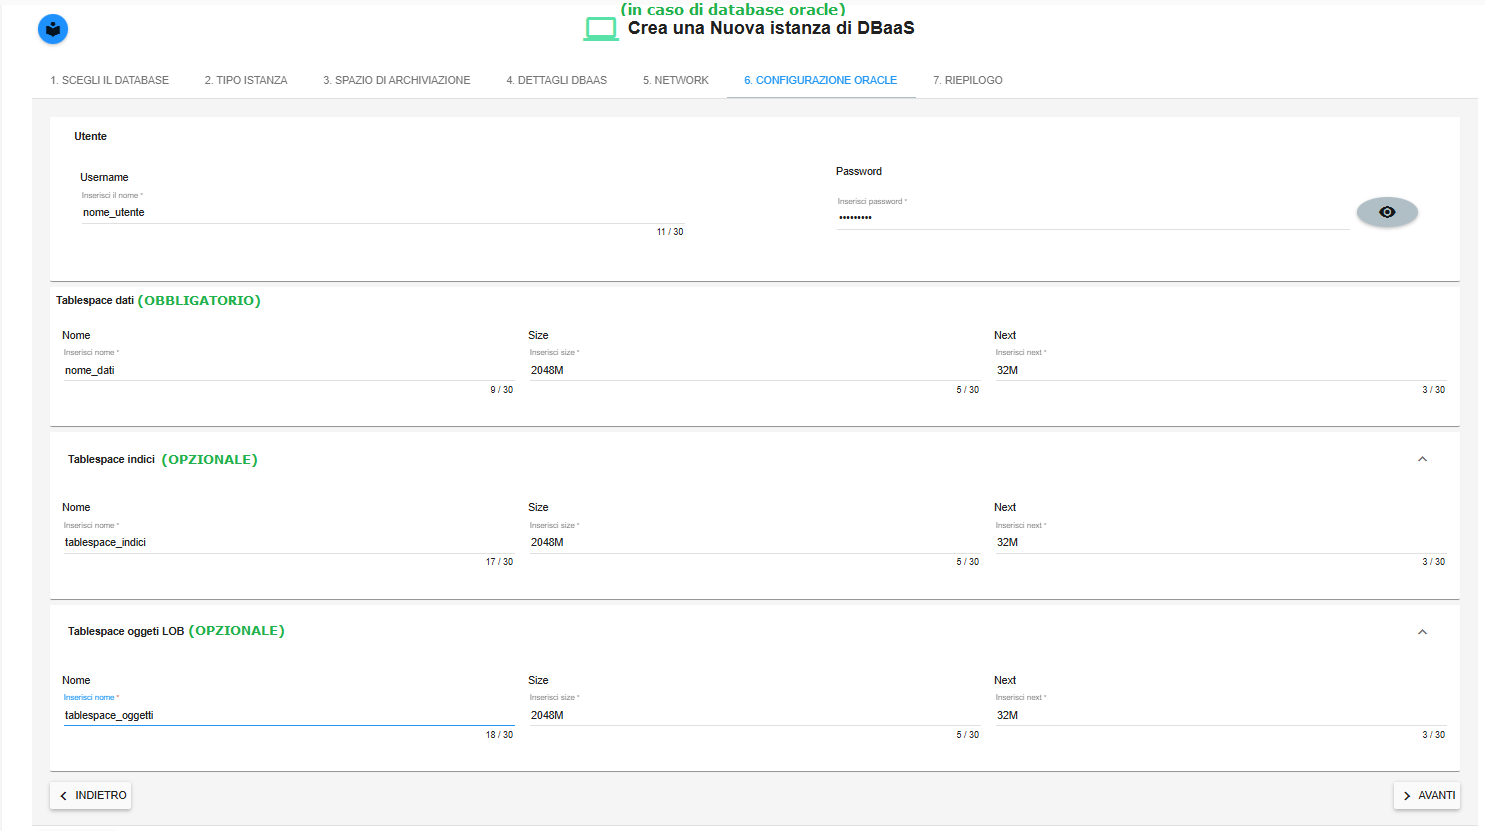 (in caso di database oracle)
Crea una Nuova istanza di DBaaS
1. SCEGLI IL DATABASE 2. TIPO ISTANZA 3. SPAZIO DI ARCHIVIAZIONE 4. DETTAGLI DBAAS 5. NETWORK 6. CONFIGURAZIONE ORACLE 7. RIEPILOGO
Utente
Username Password
Inserisci il nome * Inserisci password *
nome_utente •••••••••
11 / 30
Tablespace dati (OBBLIGATORIO)
Nome Size Next
Inserisci nome * Inserisci size * Inserisci next *
nome_dati 2048M 32M
9 / 30 5 / 30 3 / 30
Tablespace indici (OPZIONALE)
Nome Size Next
Inserisci nome * Inserisci size * Inserisci next *
tablespace_indici 2048M 32M
17 / 30 5 / 30 3 / 30
Tablespace oggeti LOB (OPZIONALE)
Nome Size Next
Inserisci nome * Inserisci size * Inserisci next *
tablespace_oggetti 2048M 32M
18 / 30 5 / 30 3 / 30
INDIETRO AVANTI